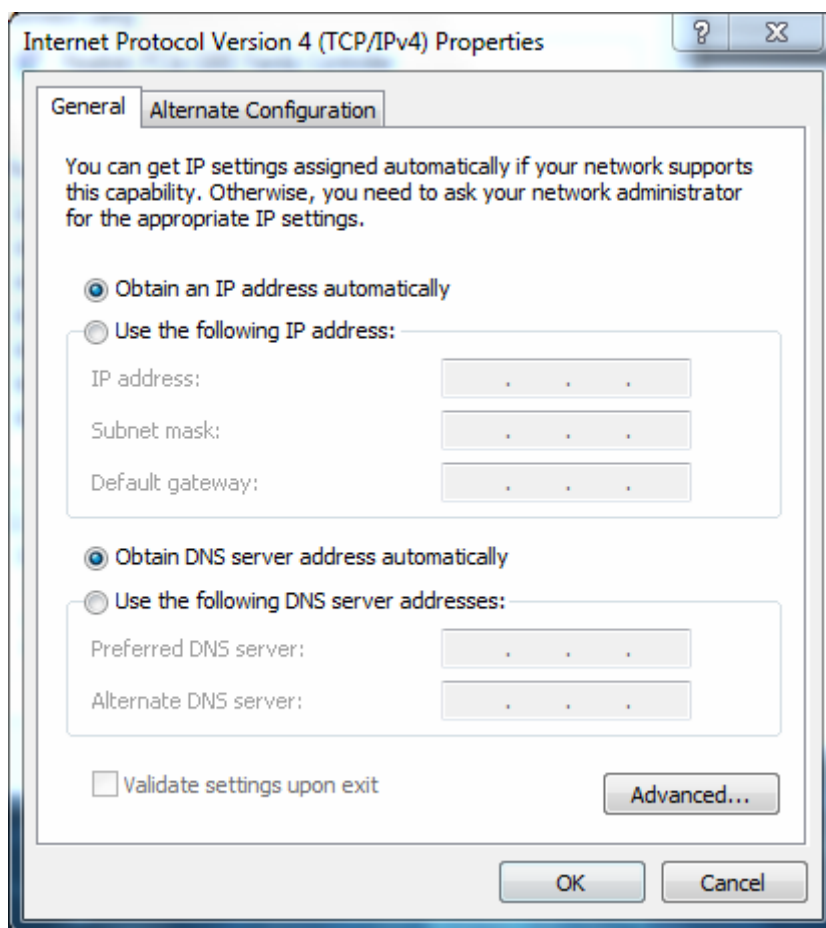 Internet Protocol Version 4 (TCP/IPv4) Properties
General
Alternate Configuration
You can get IP settings assigned automatically if your network supports
this capability. Otherwise, you need to ask your network administrator
for the appropriate IP settings.
Obtain an IP address automatically
Use the following IP address:
IP address: . . .
Subnet mask: . . .
Default gateway: . . .
Obtain DNS server address automatically
Use the following DNS server addresses:
Preferred DNS server: . . .
Alternate DNS server: . . .
Validate settings upon exit
Advanced...
OK
Cancel